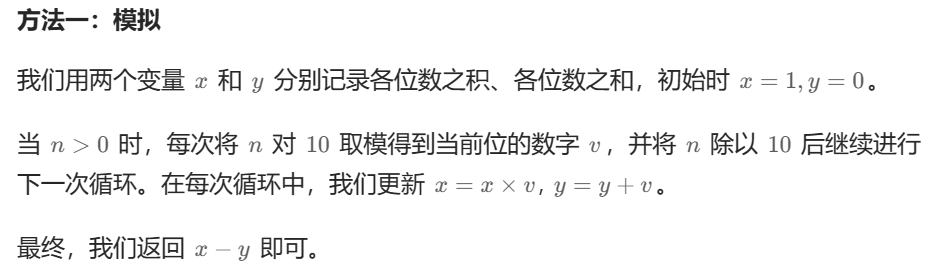 方法一：模拟
我们用两个变量 x 和 y 分别记录各位数之积、各位数之和，初始时 x = 1, y = 0。
当 n > 0 时，每次将 n 对 10 取模得到当前位的数字 v，并将 n 除以 10 后继续进行
下一次循环。在每次循环中，我们更新 x = x × v, y = y + v。
最终，我们返回 x − y 即可。